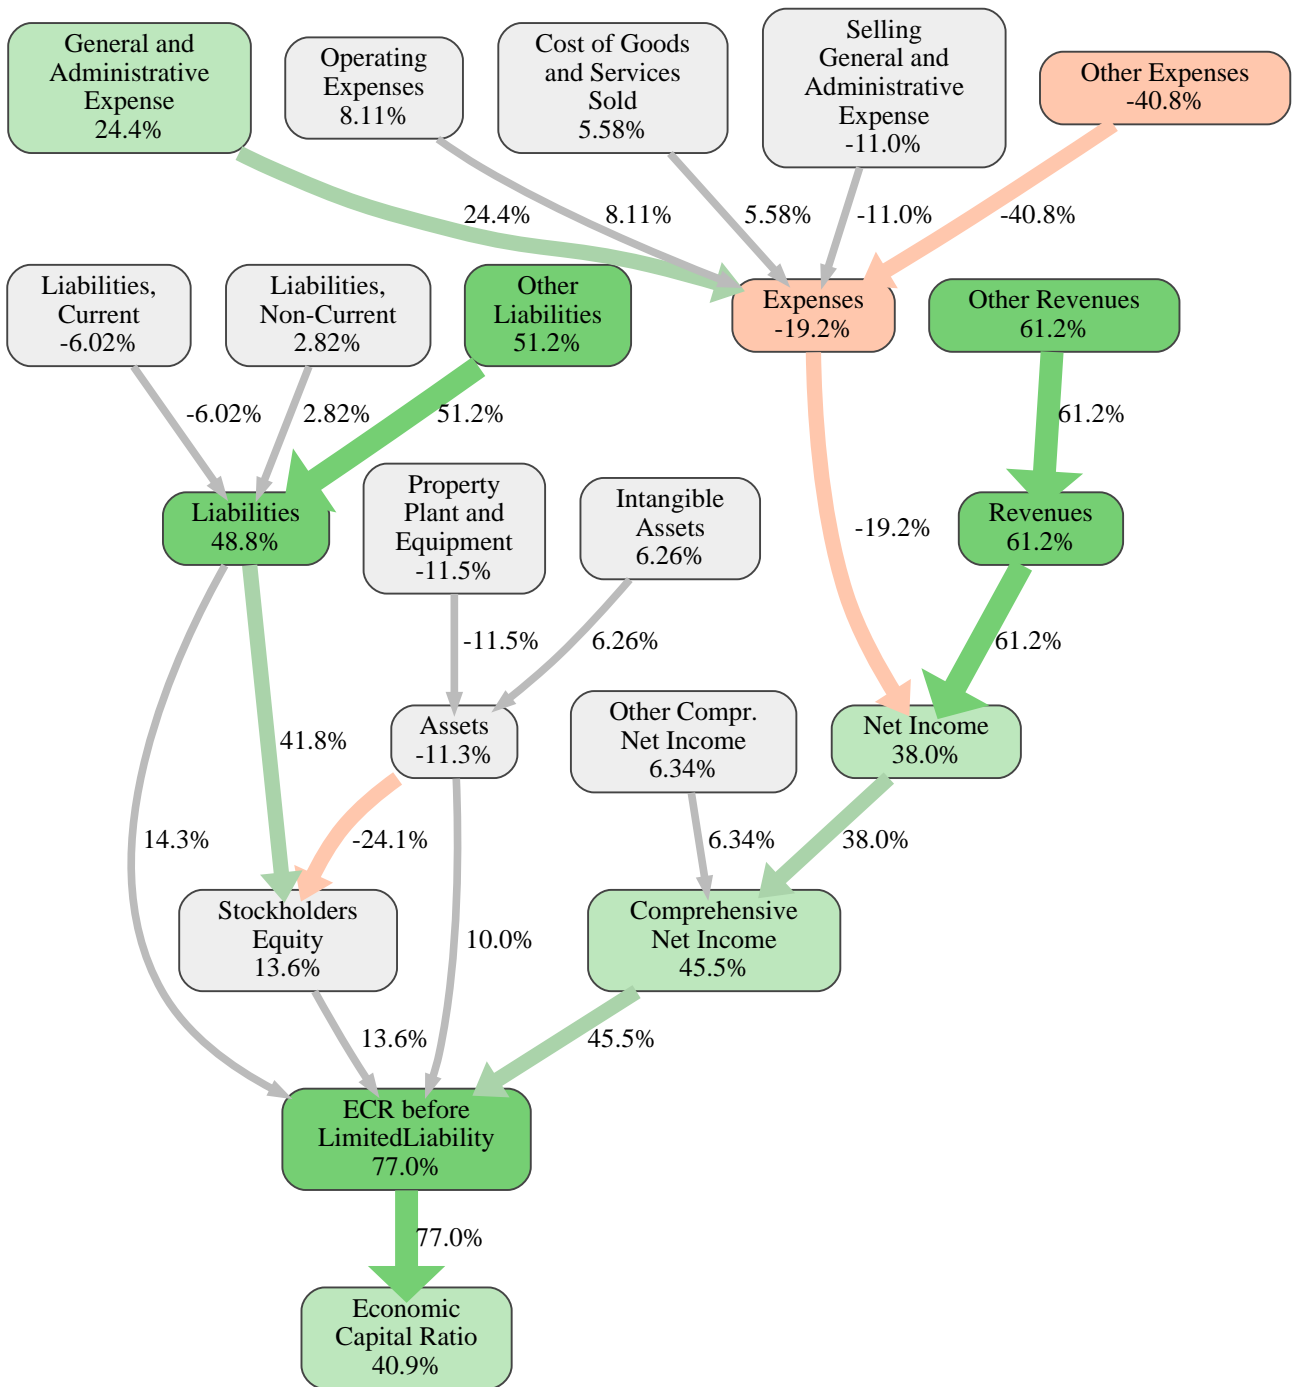 General and
Administrative
Expense
24.4%
Operating
Expenses
8.11%
Cost of Goods
and Services
Sold
5.58%
Selling
General and
Administrative
Expense
-11.0%
Other Expenses
-40.8%
24.4%
8.11%
5.58%
-11.0%
-40.8%
Liabilities,
Current
-6.02%
Liabilities,
Non-Current
2.82%
Other
Liabilities
51.2%
Expenses
-19.2%
Other Revenues
61.2%
-6.02%
2.82%
51.2%
61.2%
Liabilities
48.8%
Property
Plant and
Equipment
-11.5%
Intangible
Assets
6.26%
-19.2%
Revenues
61.2%
-11.5%
6.26%
61.2%
41.8%
Assets
-11.3%
Other Compr.
Net Income
6.34%
Net Income
38.0%
14.3%
-24.1%
6.34%
38.0%
Stockholders
Equity
13.6%
10.0%
Comprehensive
Net Income
45.5%
13.6%
45.5%
ECR before
LimitedLiability
77.0%
77.0%
Economic
Capital Ratio
40.9%